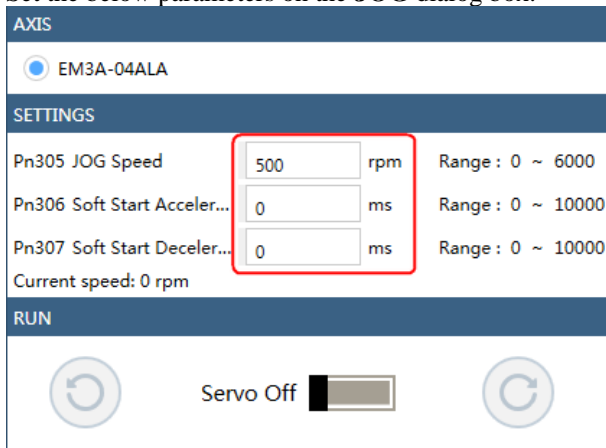 AXIS
EM3A-04ALA
SETTINGS
Pn305 JOG Speed 500 rpm Range : 0 ~ 6000
Pn306 Soft Start Acceler... 0 ms Range : 0 ~ 10000
Pn307 Soft Start Deceler... 0 ms Range : 0 ~ 10000
Current speed: 0 rpm
RUN
Servo Off